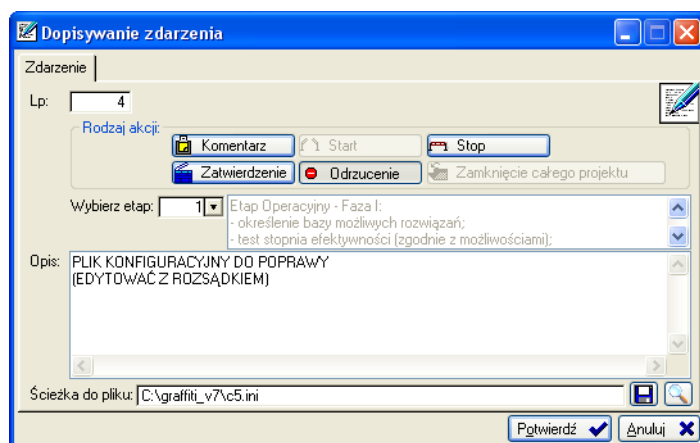 Dopisywanie zdarzenia
Zdarzenie
Lp: 4
Rodzaj akcji:
Komentarz Start Stop
Zatwierdzenie Odrzucenie Zamknięcie całego projektu
Wybierz etap: 1 Etap Operacyjny - Faza I:
- określenie bazy możliwych rozwiązań;
- test stopnia efektywności (zgodnie z możliwościami);
Opis: PLIK KONFIGURACYJNY DO POPRAWY
(EDYTOWAĆ Z ROZSĄDKIEM)
Ścieżka do pliku: C:\graffiti_v7\c5.ini
Potwierdź Anuluj